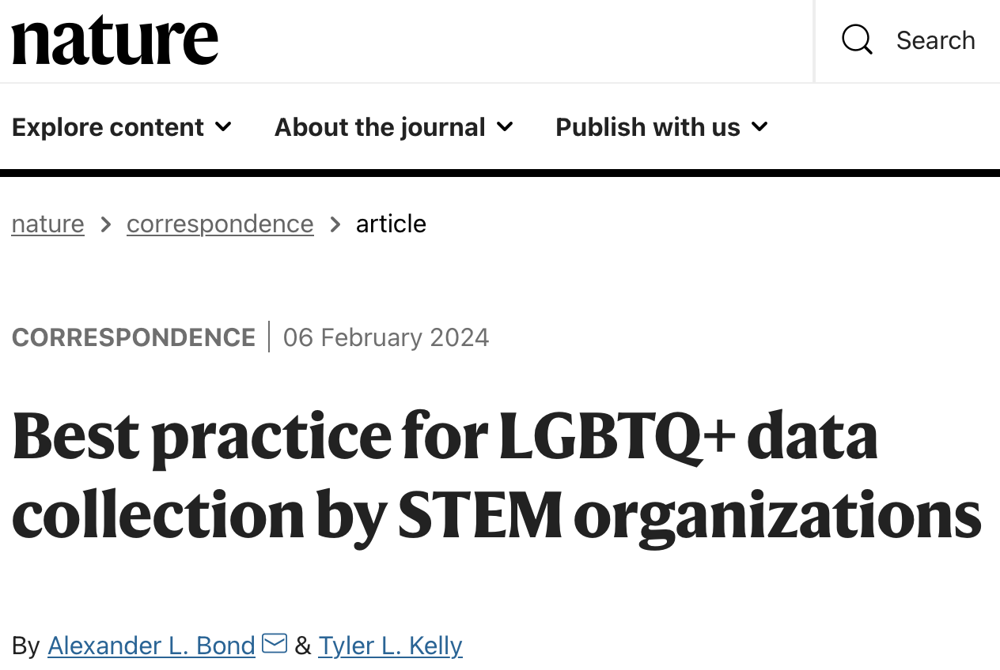 nature
Search
Explore content
About the journal
Publish with us
nature > correspondence > article
CORRESPONDENCE | 06 February 2024
Best practice for LGBTQ+ data
collection by STEM organizations
By Alexander L. Bond & Tyler L. Kelly